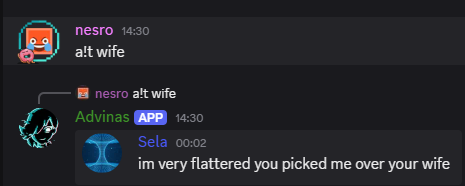 nesro 14:30
a!t wife
nesro a!t wife
Advinas APP 14:30
Sela 00:02
im very flattered you picked me over your wife